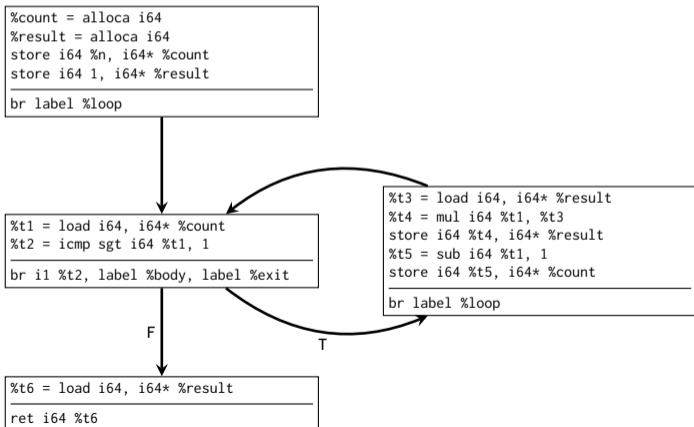 %count = alloca i64
%result = alloca i64
store i64 %n, i64* %count
store i64 1, i64* %result
br label %loop
%t1 = load i64, i64* %count
%t2 = icmp sgt i64 %t1, 1
br i1 %t2, label %body, label %exit
%t3 = load i64, i64* %result
%t4 = mul i64 %t1, %t3
store i64 %t4, i64* %result
%t5 = sub i64 %t1, 1
store i64 %t5, i64* %count
br label %loop
F
T
%t6 = load i64, i64* %result
ret i64 %t6